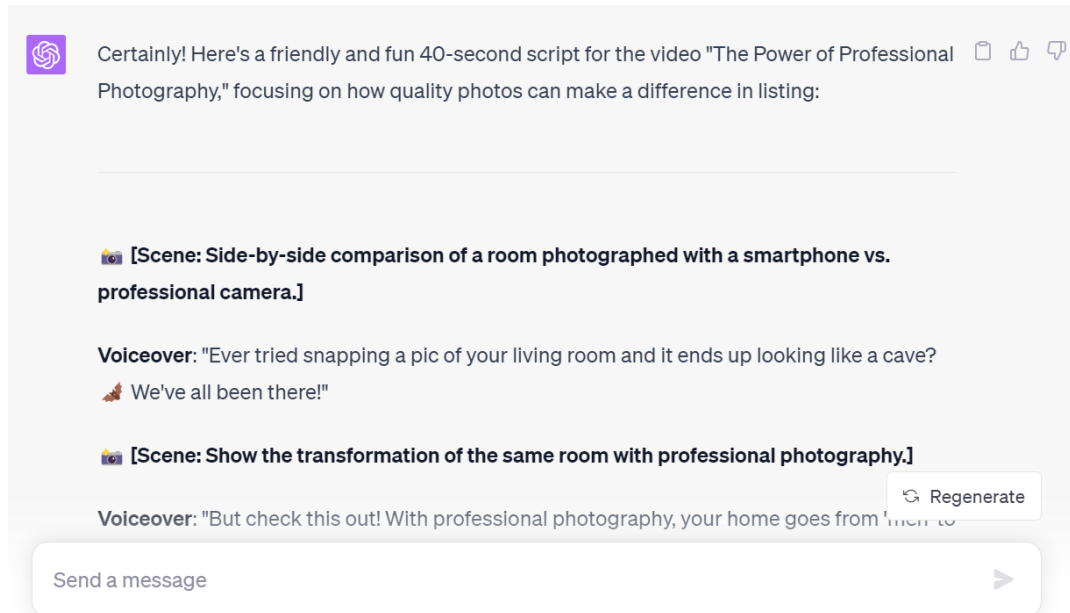 Certainly! Here's a friendly and fun 40-second script for the video "The Power of Professional
Photography," focusing on how quality photos can make a difference in listing:
📸 [Scene: Side-by-side comparison of a room photographed with a smartphone vs.
professional camera.]
Voiceover: "Ever tried snapping a pic of your living room and it ends up looking like a cave?
🦇 We've all been there!"
📸 [Scene: Show the transformation of the same room with professional photography.]
Regenerate
Voiceover: "But check this out! With professional photography, your home goes from 'meh' to
Send a message